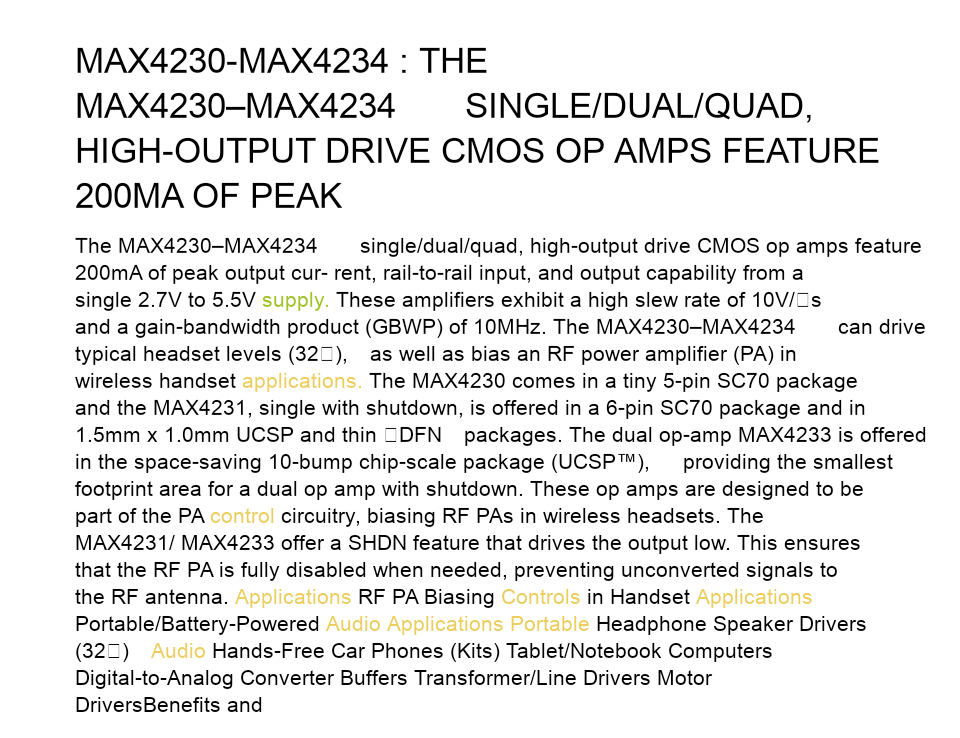 MAX4230-MAX4234 : THE
MAX4230–MAX4234 SINGLE/DUAL/QUAD,
HIGH-OUTPUT DRIVE CMOS OP AMPS FEATURE
200MA OF PEAK
The MAX4230–MAX4234 single/dual/quad, high-output drive CMOS op amps feature
200mA of peak output cur- rent, rail-to-rail input, and output capability from a
single 2.7V to 5.5V supply. These amplifiers exhibit a high slew rate of 10V/□s
and a gain-bandwidth product (GBWP) of 10MHz. The MAX4230–MAX4234 can drive
typical headset levels (32□), as well as bias an RF power amplifier (PA) in
wireless handset applications. The MAX4230 comes in a tiny 5-pin SC70 package
and the MAX4231, single with shutdown, is offered in a 6-pin SC70 package and in
1.5mm x 1.0mm UCSP and thin □DFN packages. The dual op-amp MAX4233 is offered
in the space-saving 10-bump chip-scale package (UCSP™), providing the smallest
footprint area for a dual op amp with shutdown. These op amps are designed to be
part of the PA control circuitry, biasing RF PAs in wireless headsets. The
MAX4231/ MAX4233 offer a SHDN feature that drives the output low. This ensures
that the RF PA is fully disabled when needed, preventing unconverted signals to
the RF antenna. Applications RF PA Biasing Controls in Handset Applications
Portable/Battery-Powered Audio Applications Portable Headphone Speaker Drivers
(32□) Audio Hands-Free Car Phones (Kits) Tablet/Notebook Computers
Digital-to-Analog Converter Buffers Transformer/Line Drivers Motor
DriversBenefits and